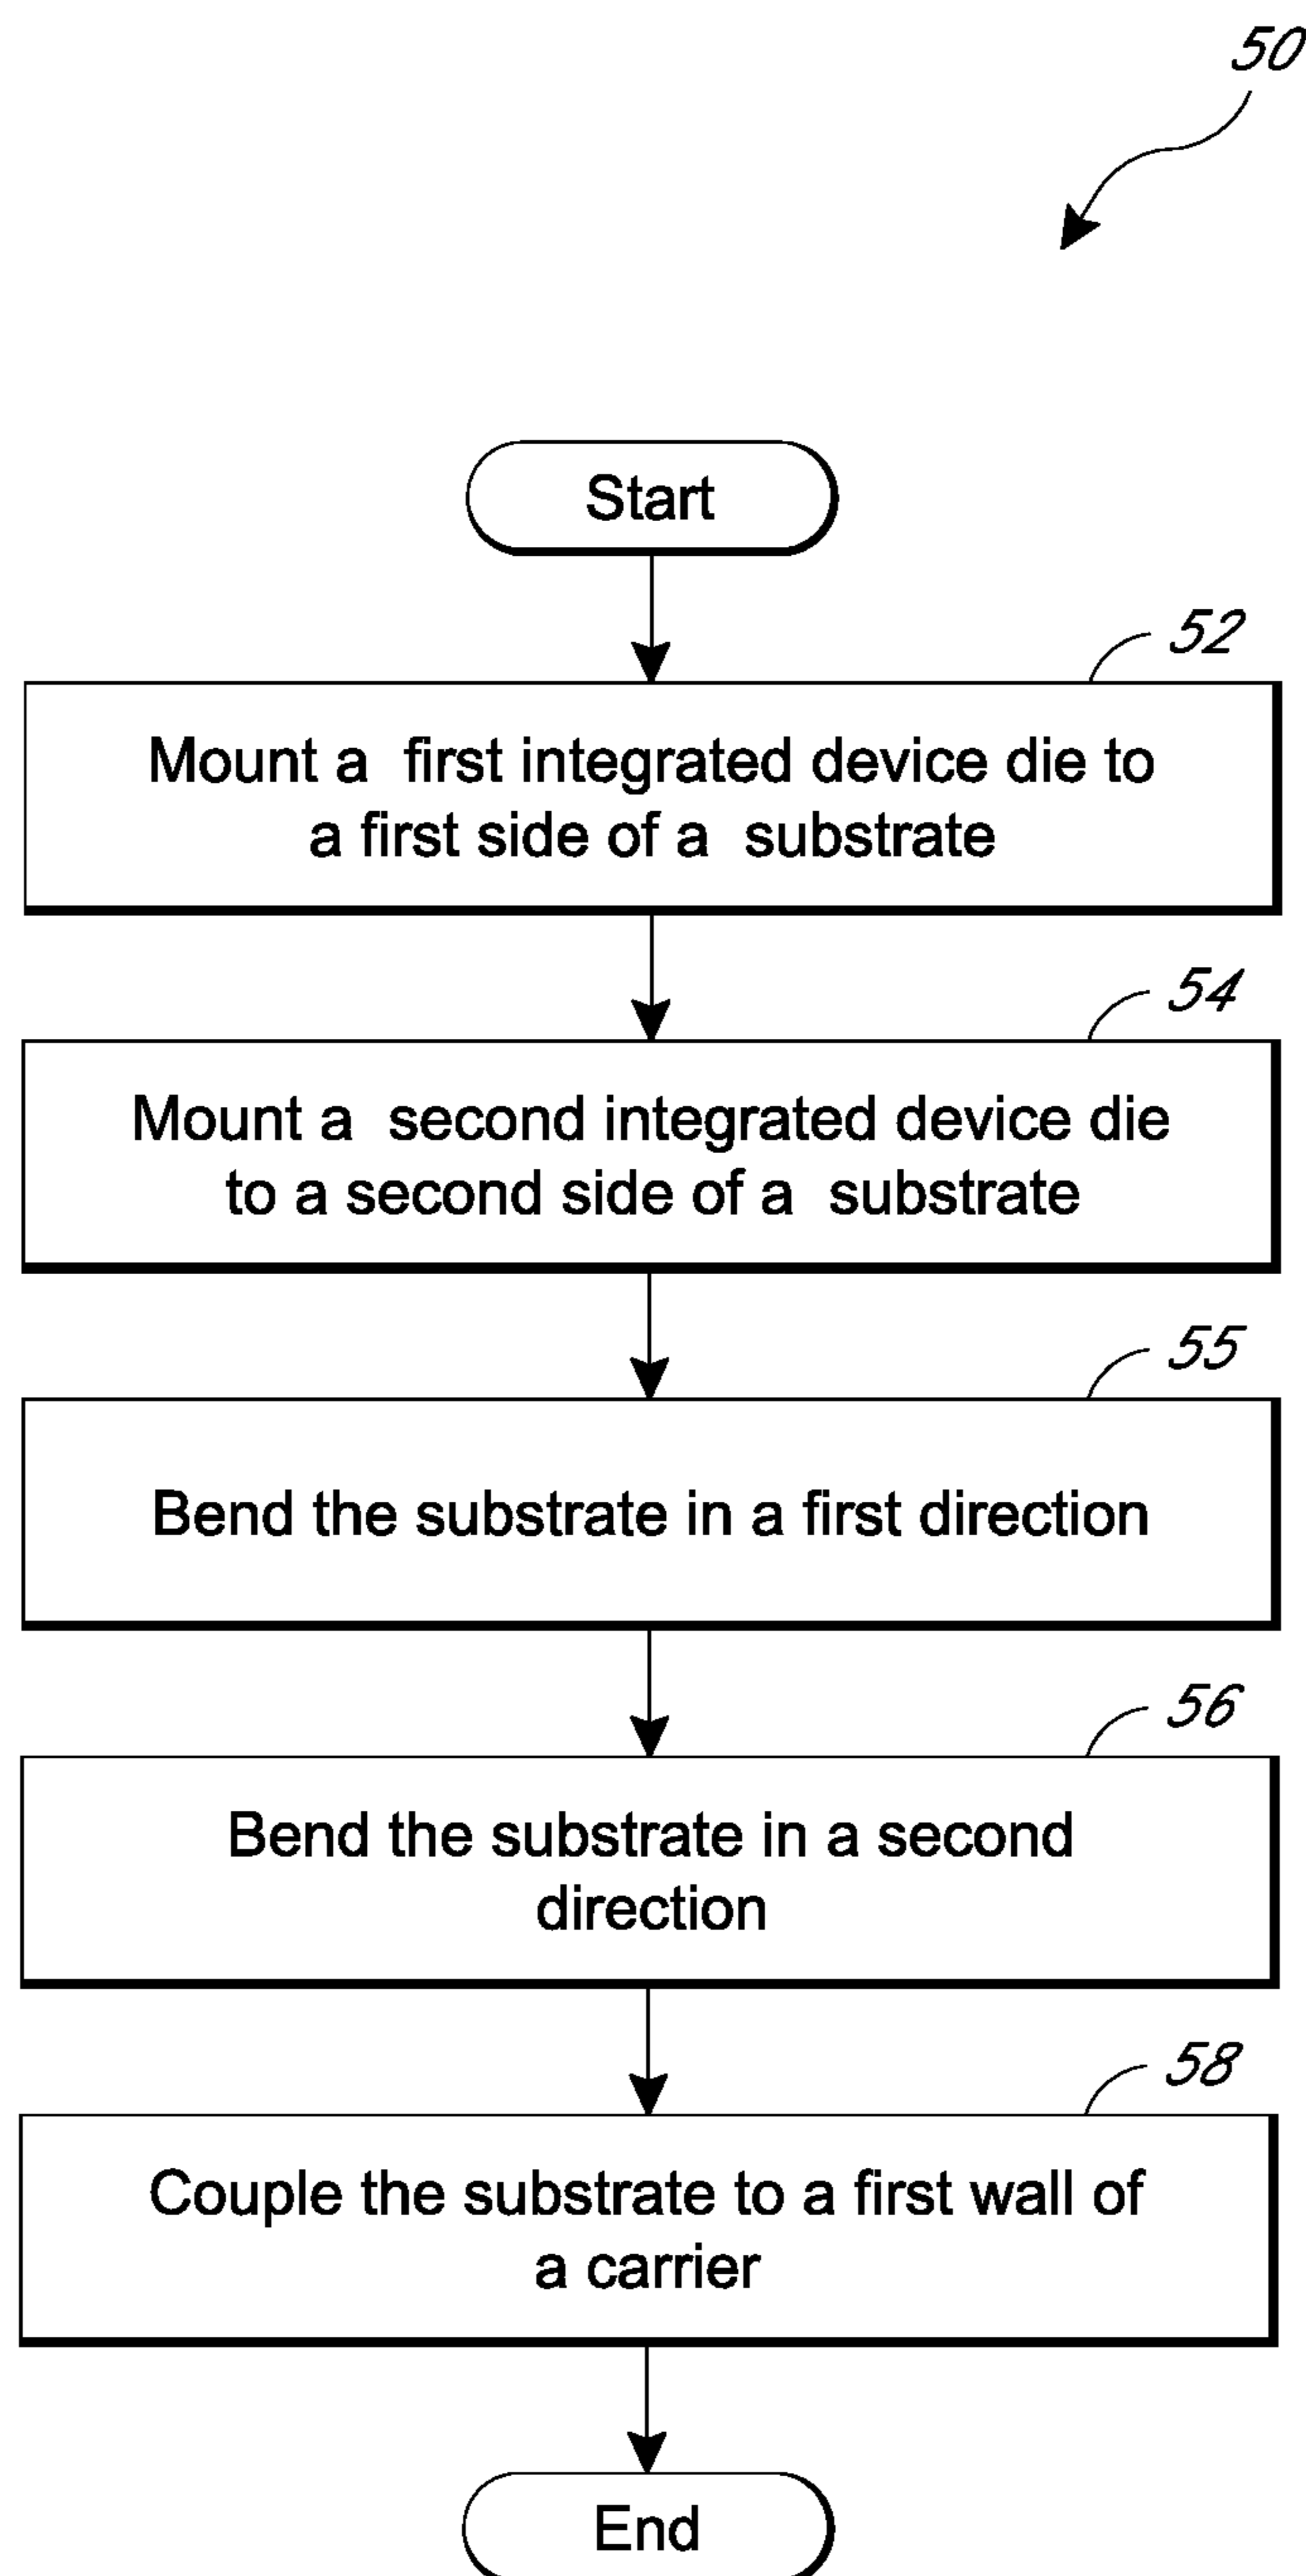 50
Start
52
Mount a first integrated device die to
a first side of a substrate
54
Mount a second integrated device die
to a second side of a substrate
55
Bend the substrate in a first direction
56
Bend the substrate in a second
direction
58
Couple the substrate to a first wall of
a carrier
End